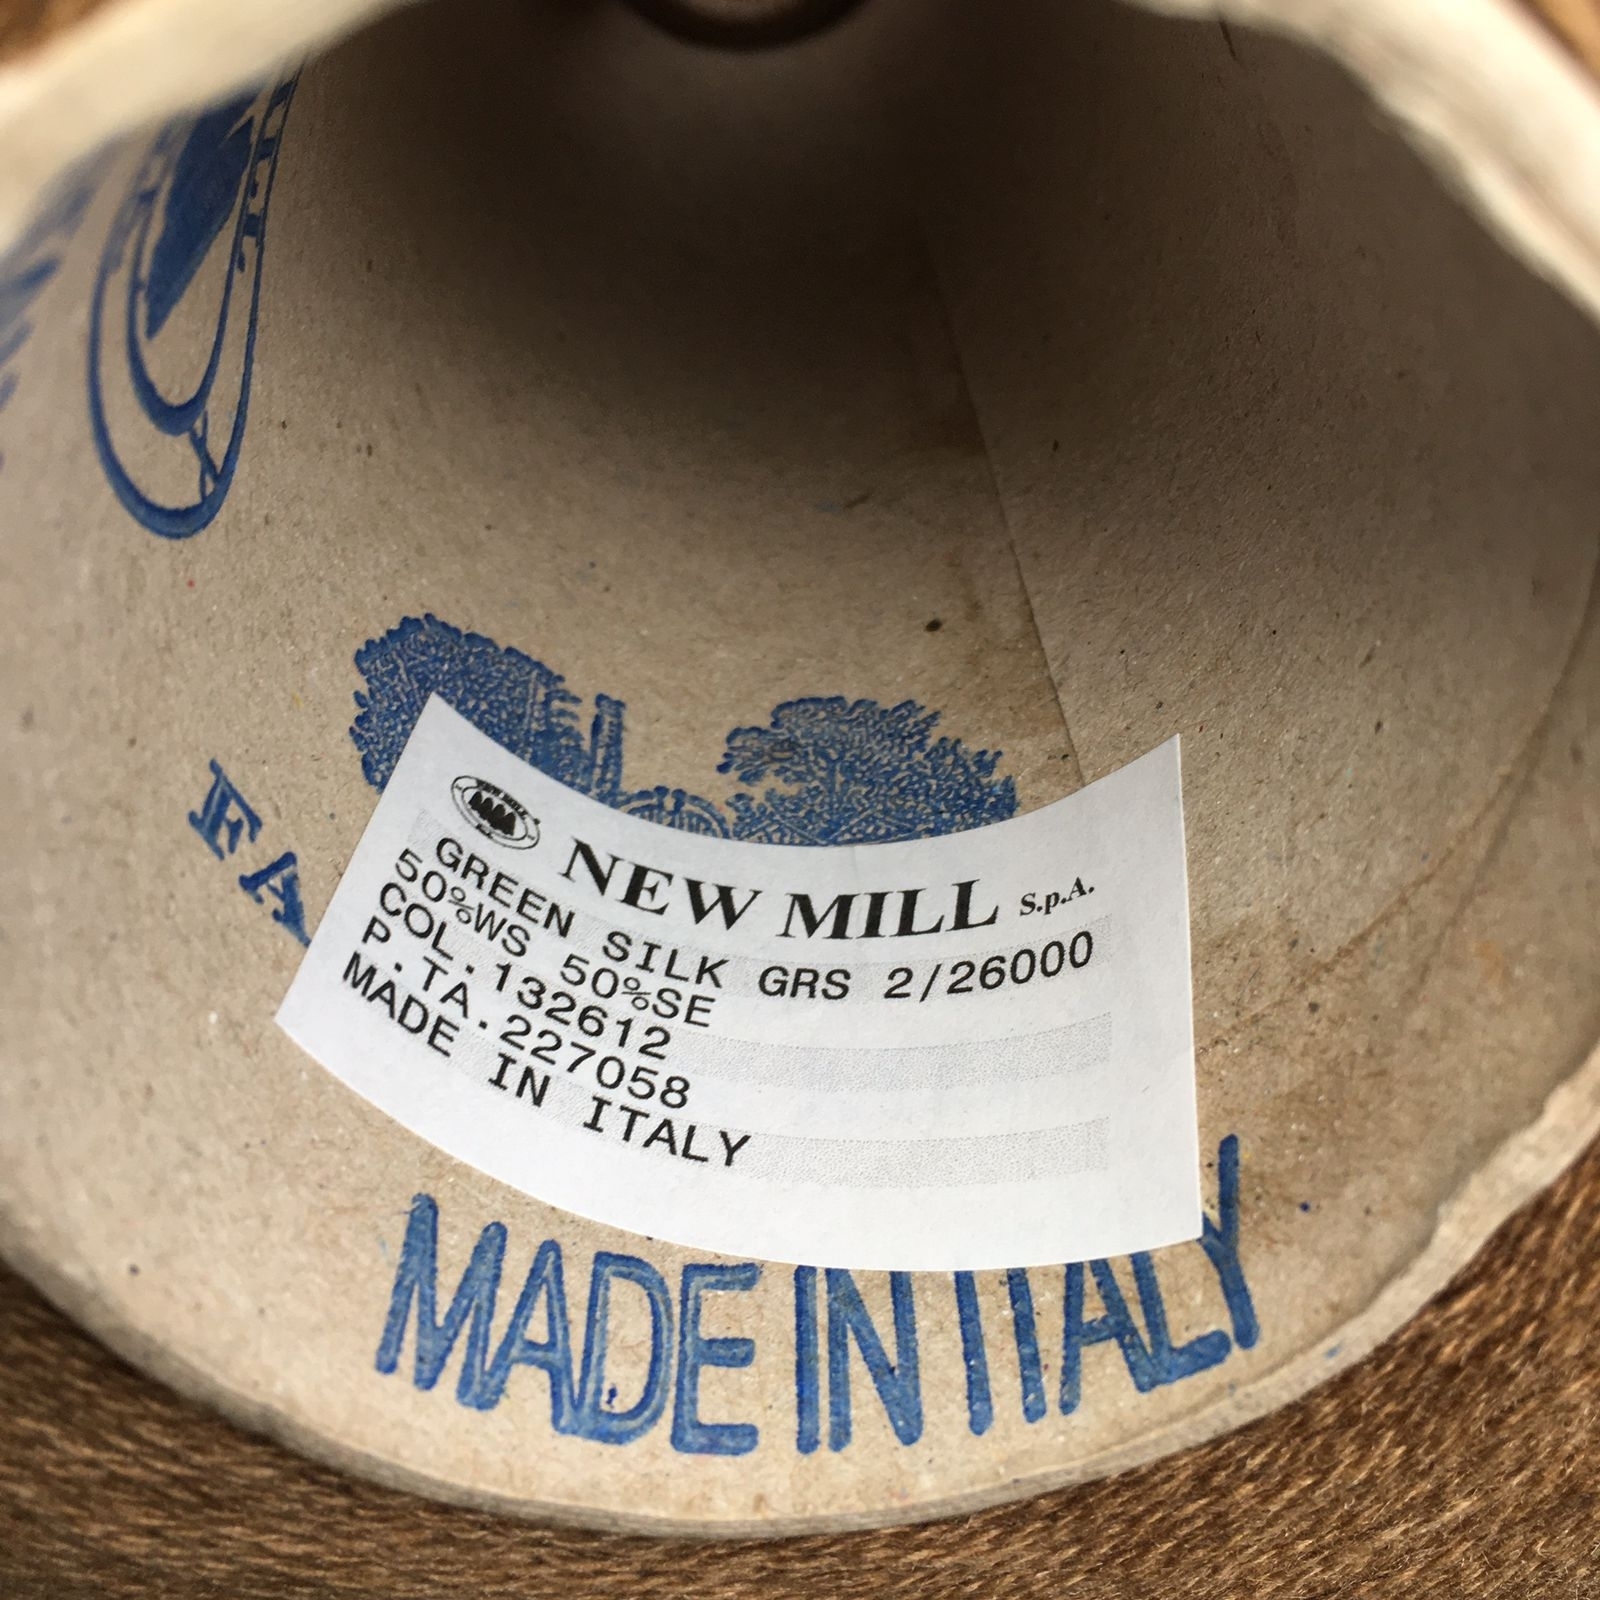 NEW MILL S.p.A.
GREEN SILK GRS 2/26000
50%WS 50%SE
COL.132612
P.TA.227058
MADE IN ITALY
MADE IN ITALY